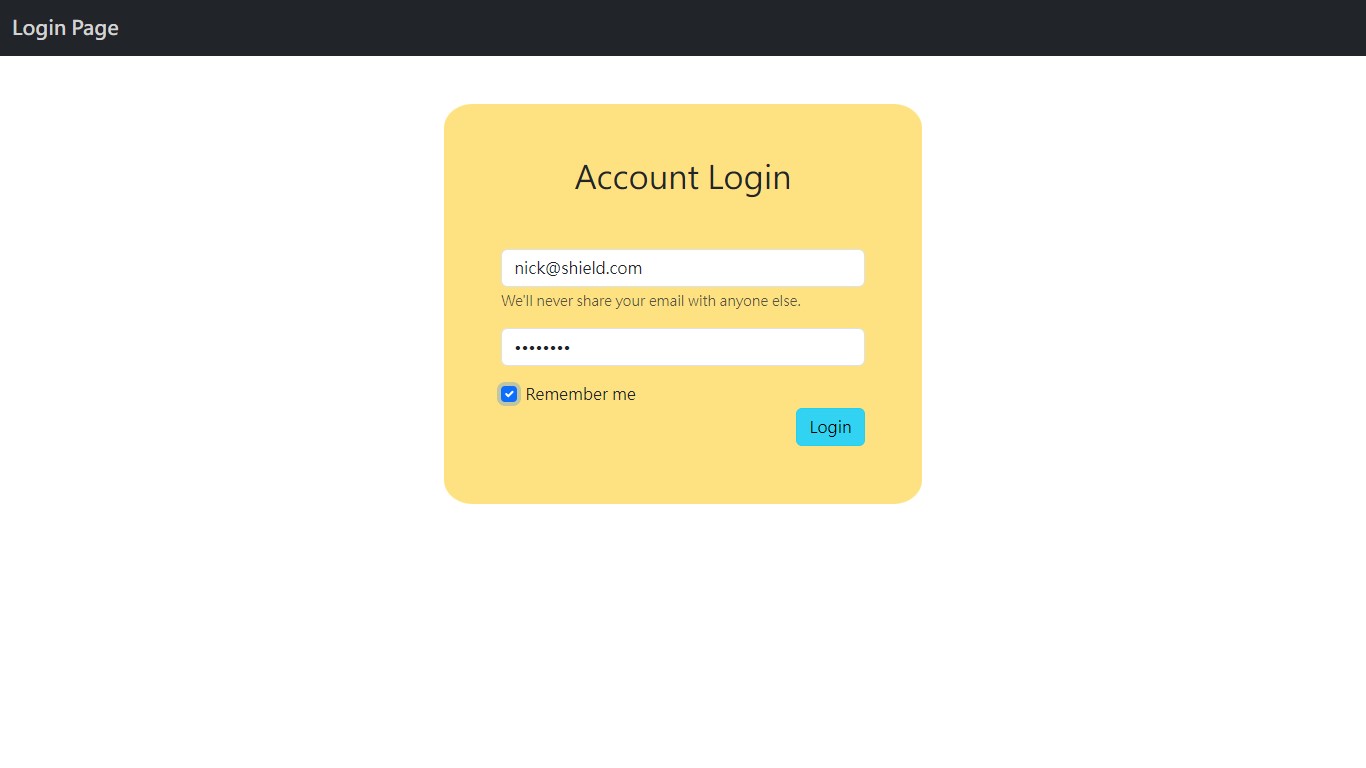 Login Page
Account Login
nick@shield.com
We'll never share your email with anyone else.
••••••••
Remember me
Login